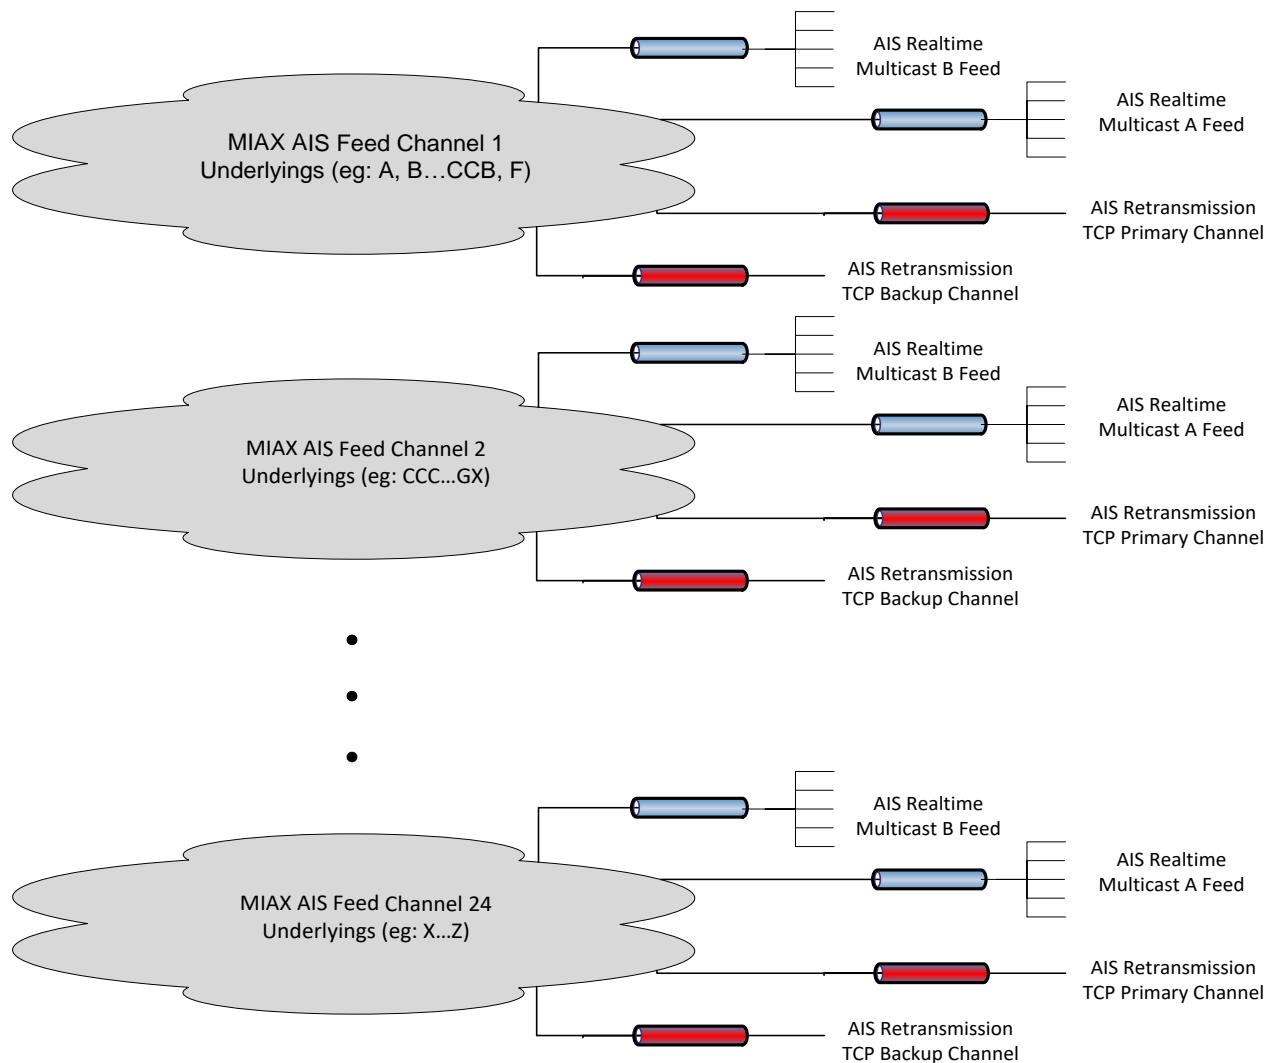 AIS Realtime
Multicast B Feed
AIS Realtime
Multicast A Feed
MIAX AIS Feed Channel 1
Underlyings (eg: A, B…CCB, F)
AIS Retransmission
TCP Primary Channel
AIS Retransmission
TCP Backup Channel
AIS Realtime
Multicast B Feed
AIS Realtime
Multicast A Feed
MIAX AIS Feed Channel 2
Underlyings (eg: CCC…GX)
AIS Retransmission
TCP Primary Channel
AIS Retransmission
TCP Backup Channel
AIS Realtime
Multicast B Feed
AIS Realtime
Multicast A Feed
MIAX AIS Feed Channel 24
Underlyings (eg: X…Z)
AIS Retransmission
TCP Primary Channel
AIS Retransmission
TCP Backup Channel